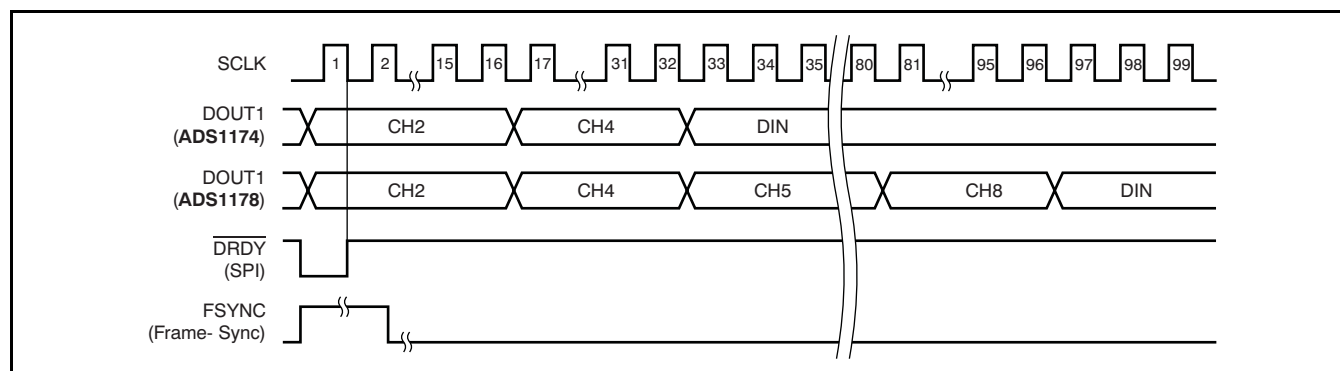 SCLK
1 2 15 16 17 31 32 33 34 35 80 81 95 96 97 98 99
DOUT1
(ADS1174)
CH2 CH4 DIN
DOUT1
(ADS1178)
CH2 CH4 CH5 CH8 DIN
DRDY
(SPI)
FSYNC
(Frame- Sync)